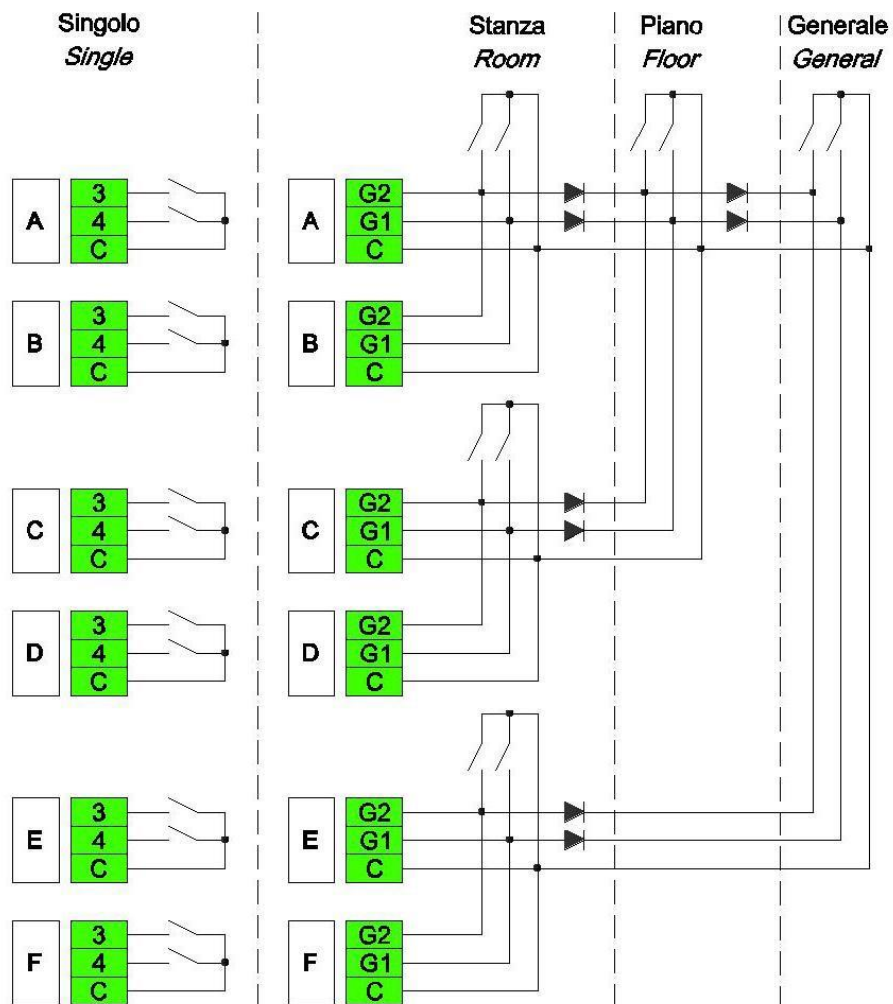 Singolo
Single
Stanza
Room
Piano
Floor
Generale
General
A
3
4
C
A
G2
G1
C
B
3
4
C
B
G2
G1
C
C
3
4
C
C
G2
G1
C
D
3
4
C
D
G2
G1
C
E
3
4
C
E
G2
G1
C
F
3
4
C
F
G2
G1
C